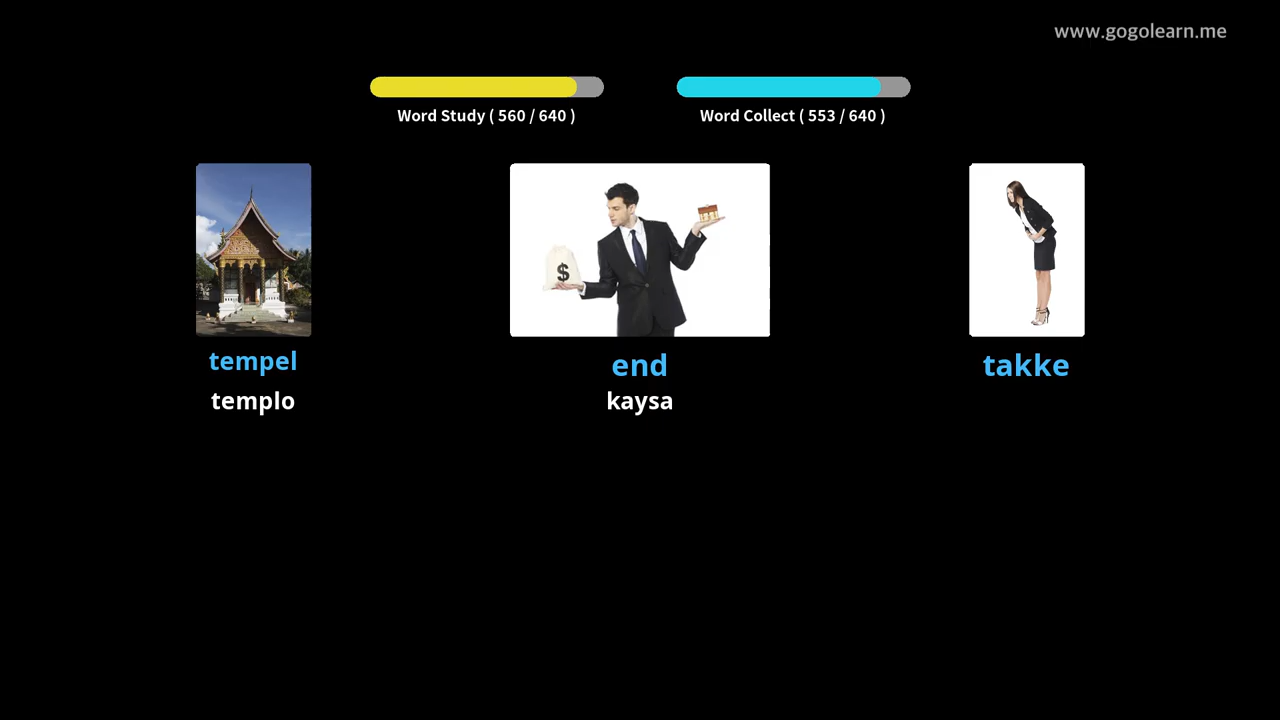 www.gogolearn.me
Word Study ( 560 / 640 )
Word Collect ( 553 / 640 )
$
tempel
end
takke
templo
kaysa